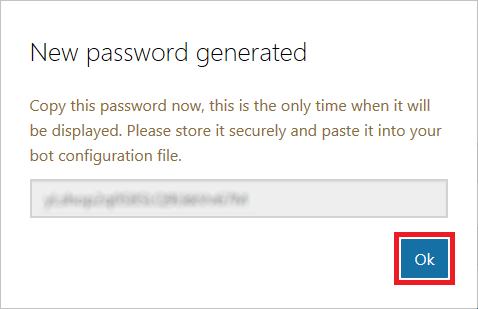 New password generated
Copy this password now, this is the only time when it will
be displayed. Please store it securely and paste it into your
bot configuration file.
Ok